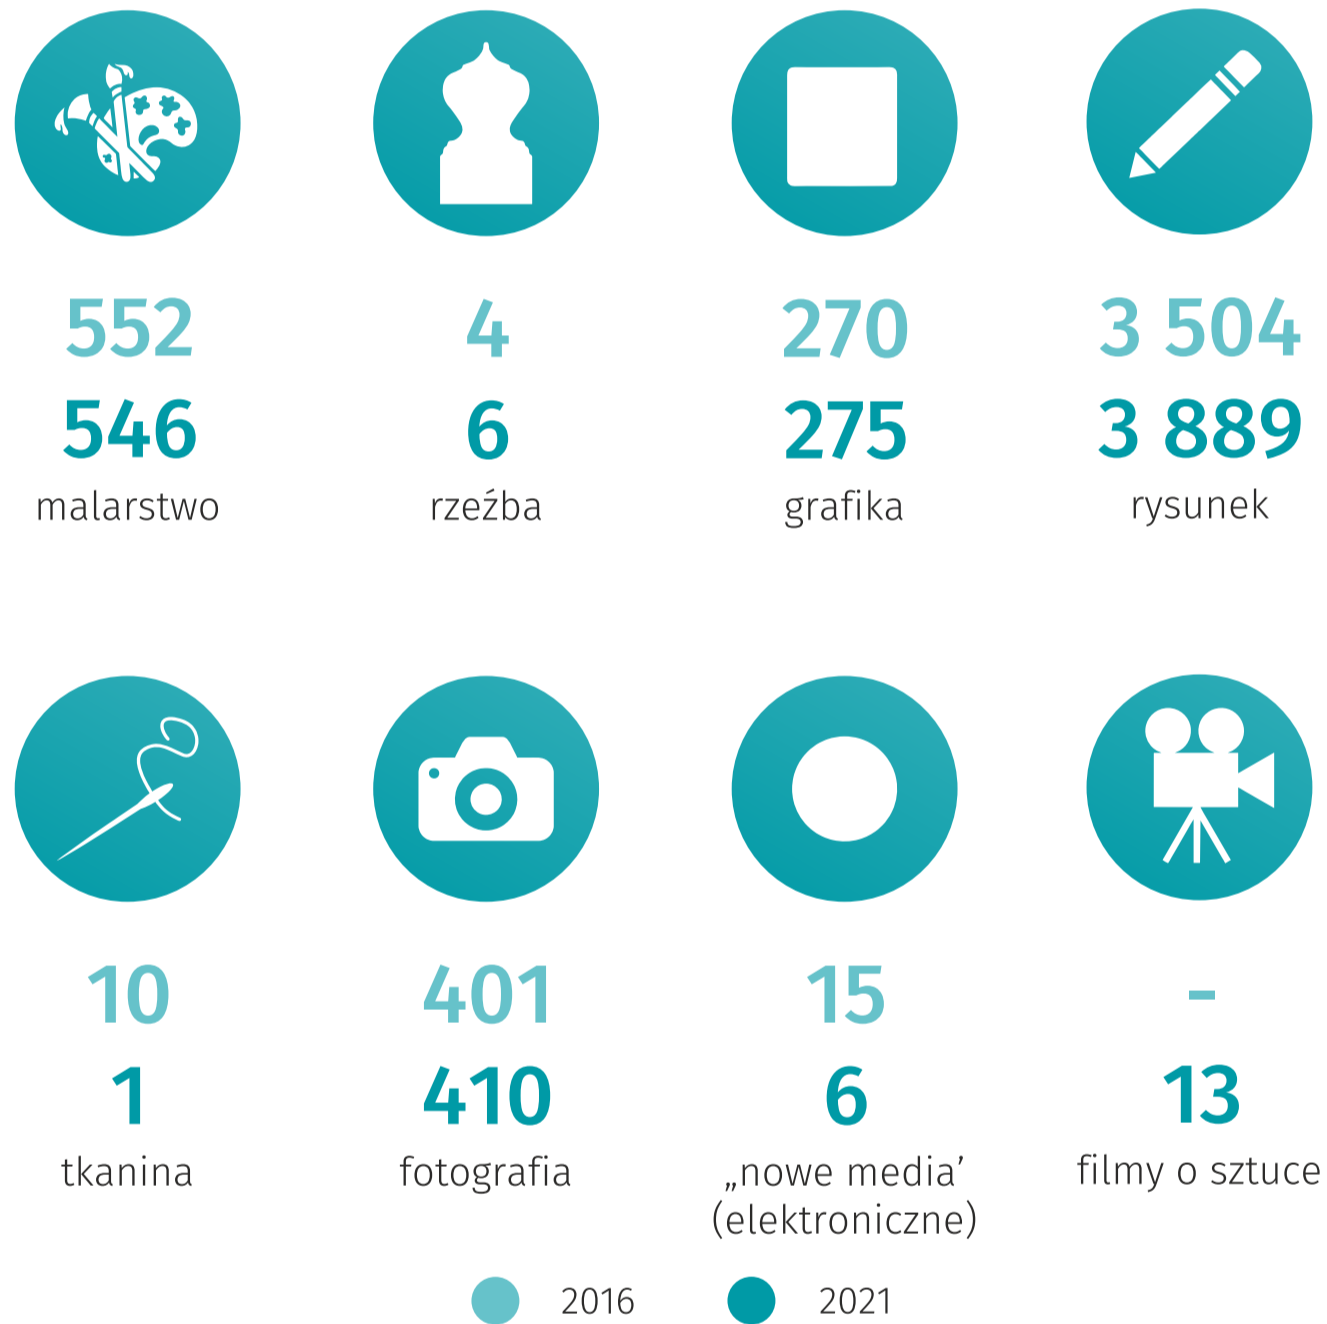 552
4
270
3 504
546
6
275
3 889
malarstwo
rzeźba
grafika
rysunek
10
401
15
-
1
410
6
13
tkanina
fotografia
„nowe media’
(elektroniczne)
filmy o sztuce
2016
2021